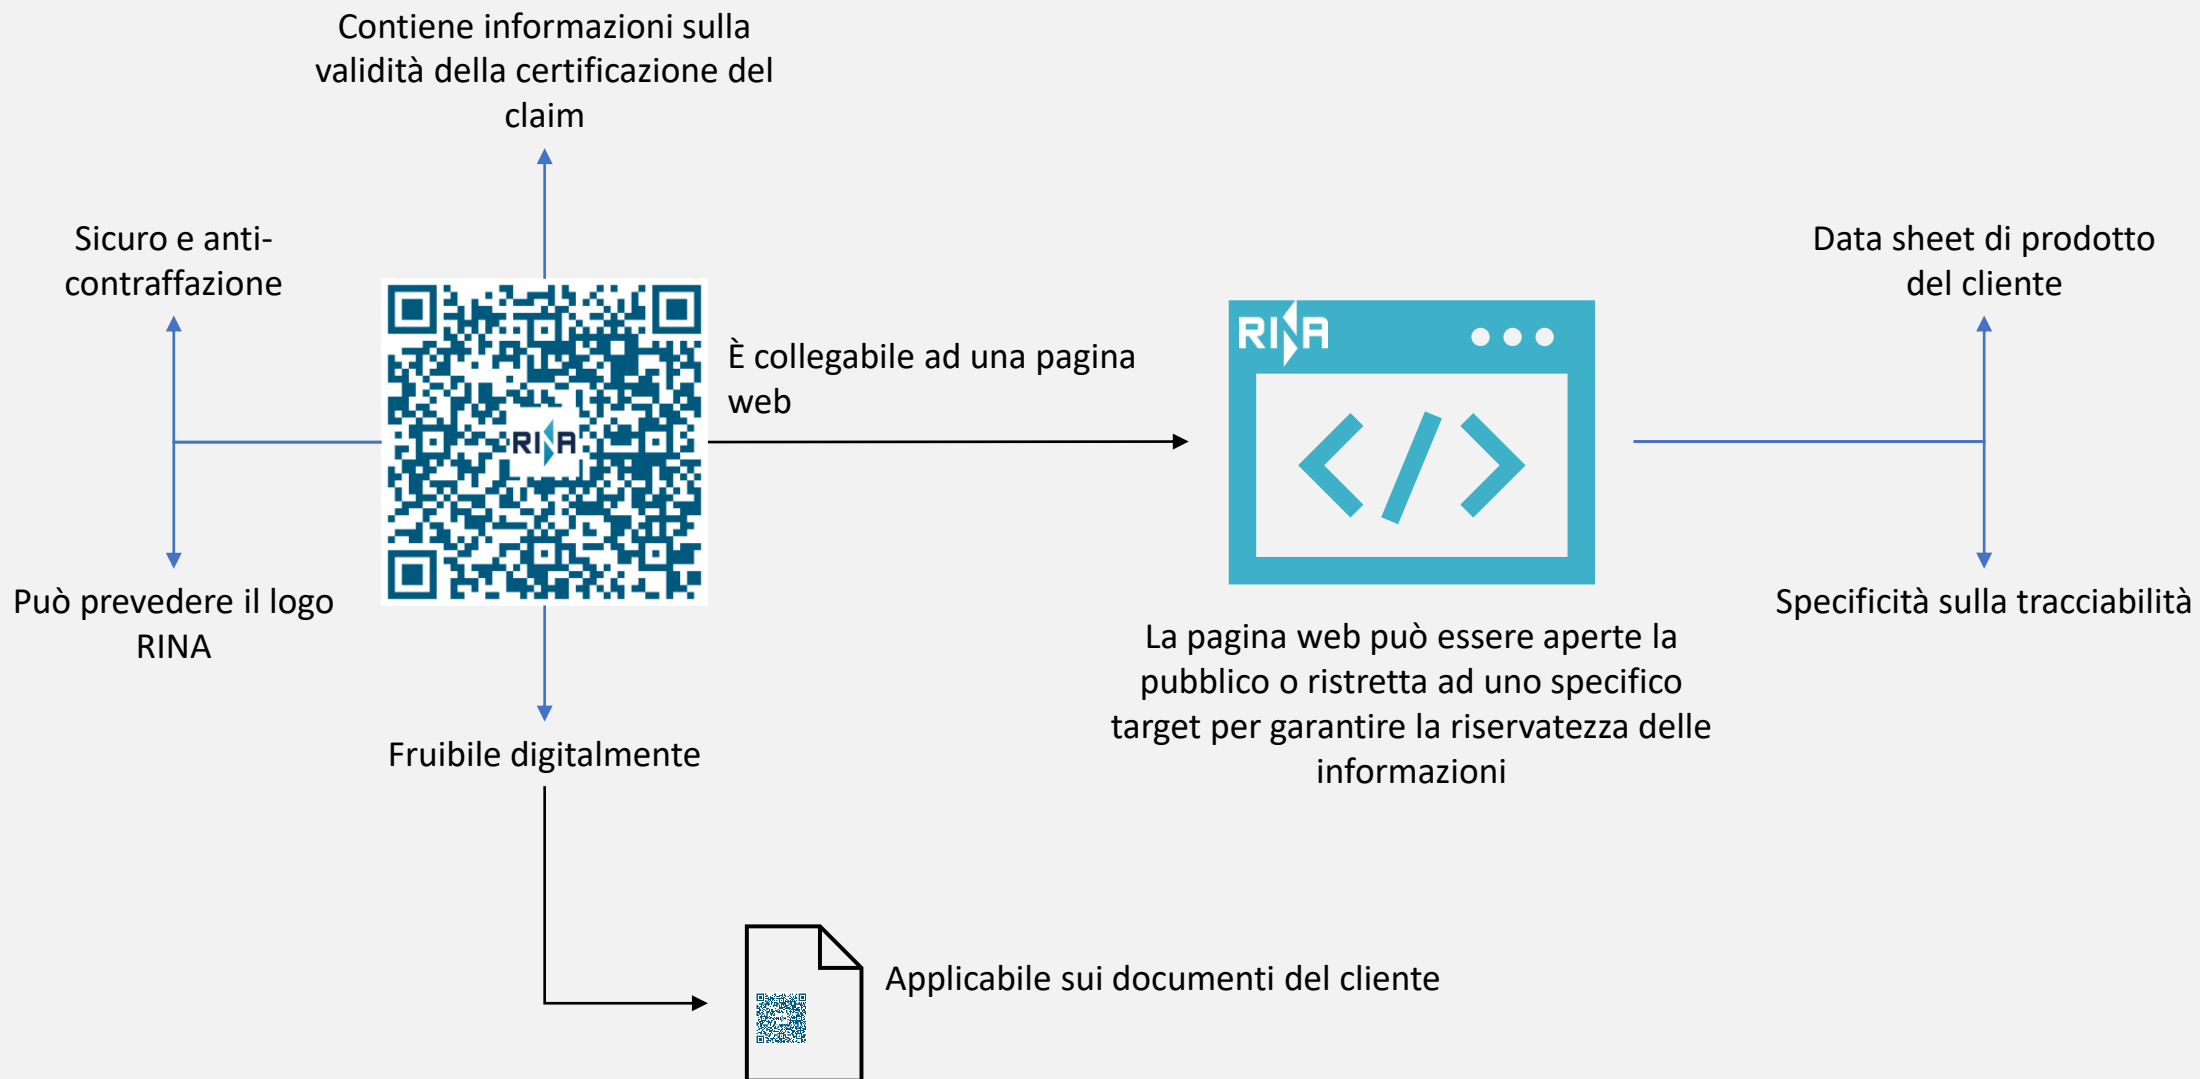 Contiene informazioni sulla
validità della certificazione del
claim
Sicuro e anti-
contraffazione
Può prevedere il logo
RINA
RINA
È collegabile ad una pagina
web
Fruibile digitalmente
Applicabile sui documenti del cliente
RINA
</>
La pagina web può essere aperte la
pubblico o ristretta ad uno specifico
target per garantire la riservatezza delle
informazioni
Data sheet di prodotto
del cliente
Specificità sulla tracciabilità